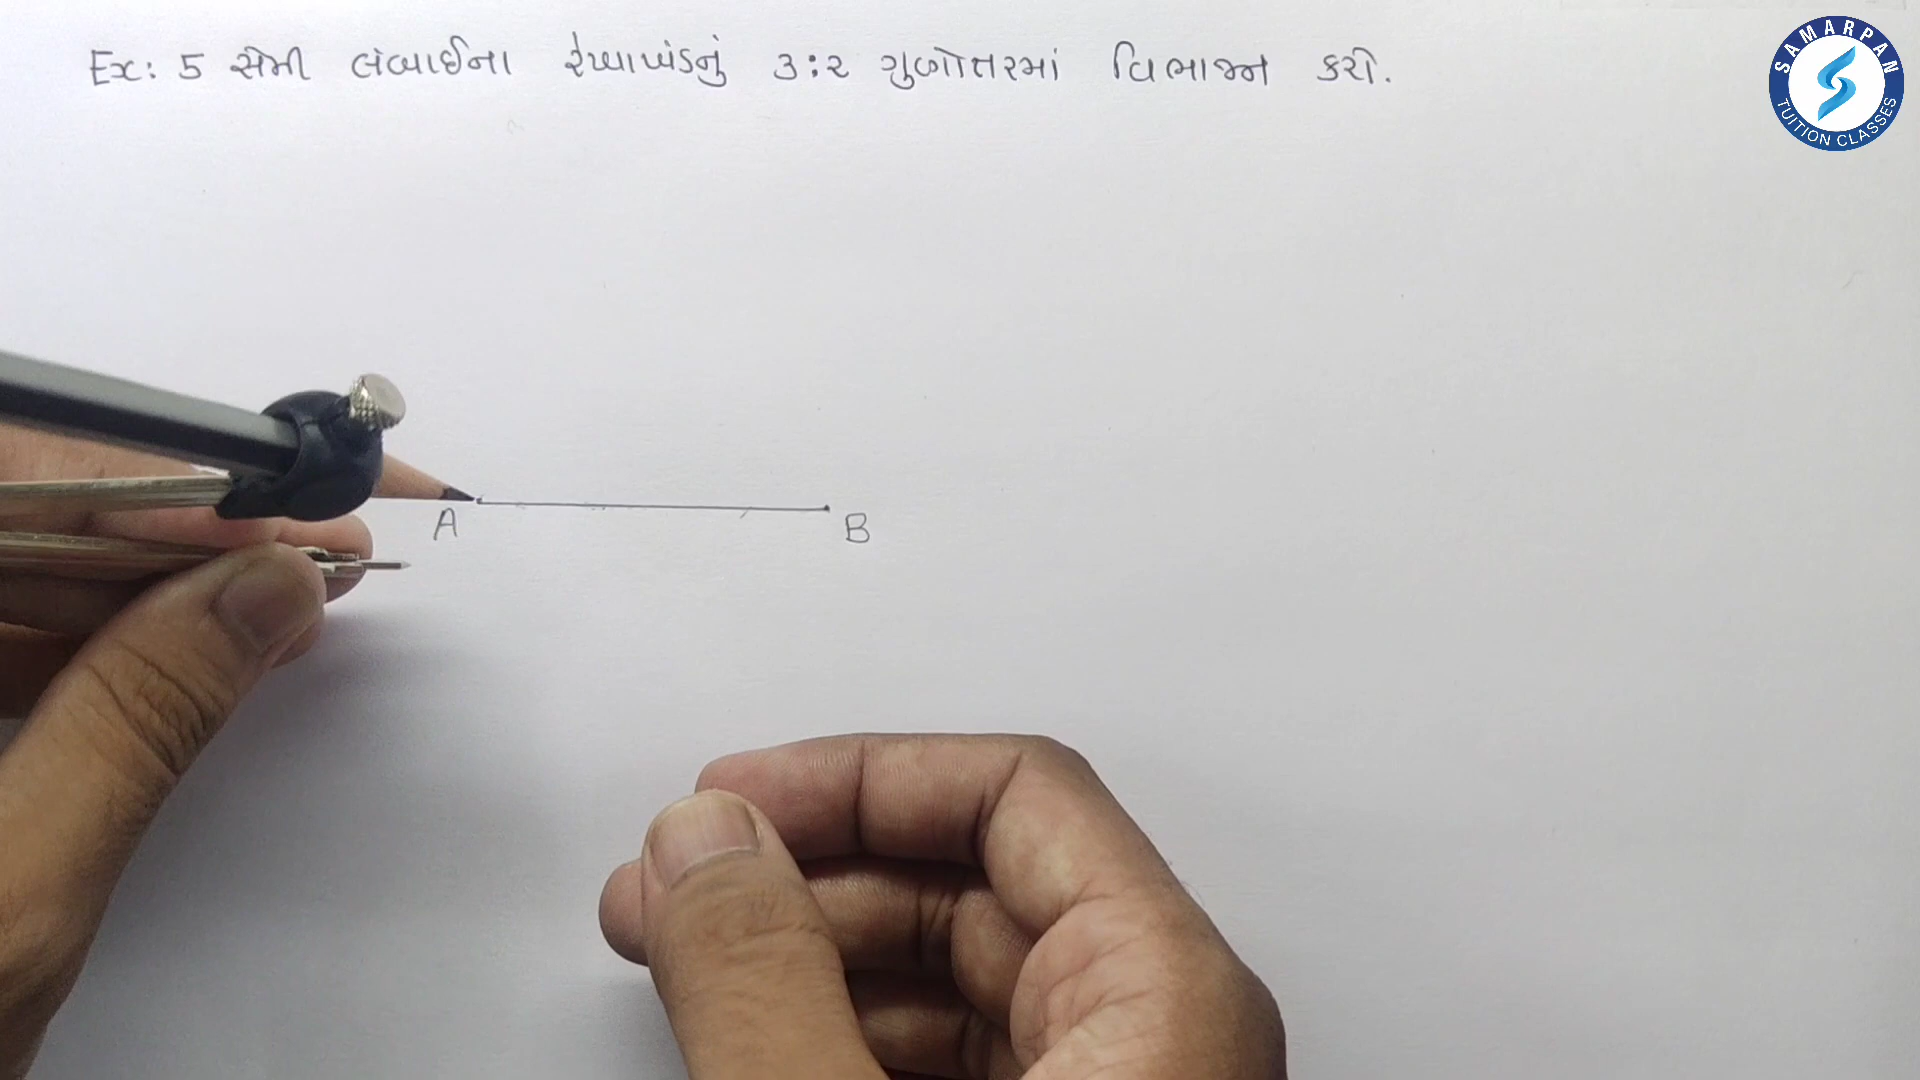 Ex: 5 સેમી લંબાઈના રેખાખંડનું 3:2 ગુણોત્તરમાં વિભાજન કરો.
SAMARPAN
TUITION CLASSES
A
B